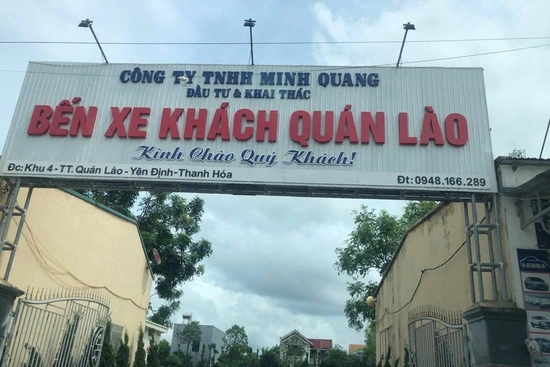 CÔNG TY TNHH MINH QUANG
ĐẦU TƯ & KHAI THÁC
BẾN XE KHÁCH QUÁN LÀO
Kính Chào Quý Khách!
Đc: Khu 4-TT. Quán Lào - Yên Định-Thanh Hóa
Đt: 0948.166.289